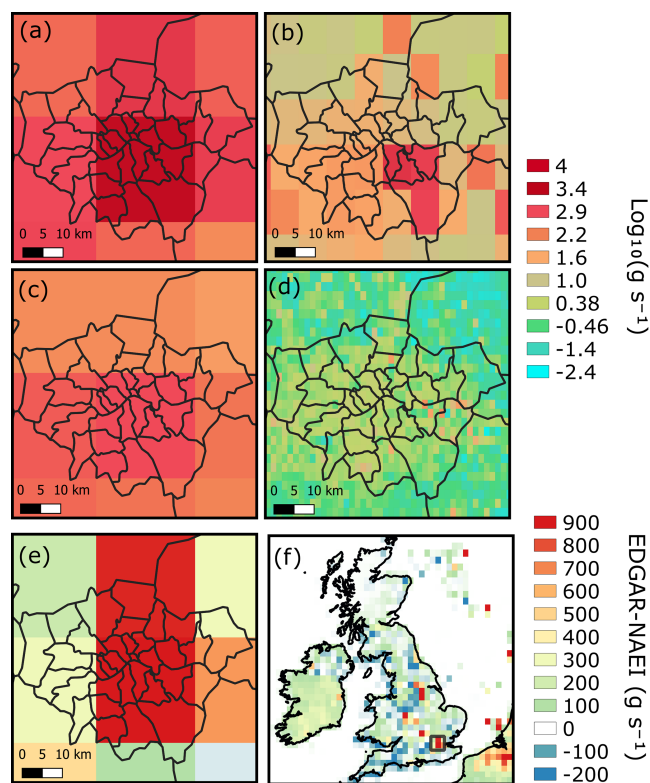 (a)
(b)
0 5 10 km
0 5 10 km
(c)
(d)
0 5 10 km
0 5 10 km
4
3.4
2.9
2.2
1.6
1.0
0.38
-0.46
-1.4
-2.4
Log₁₀(g s⁻¹)
(e)
(f)
0 5 10 km
900
800
700
600
500
400
300
200
100
0
-100
-200
EDGAR-NAEI (g s⁻¹)